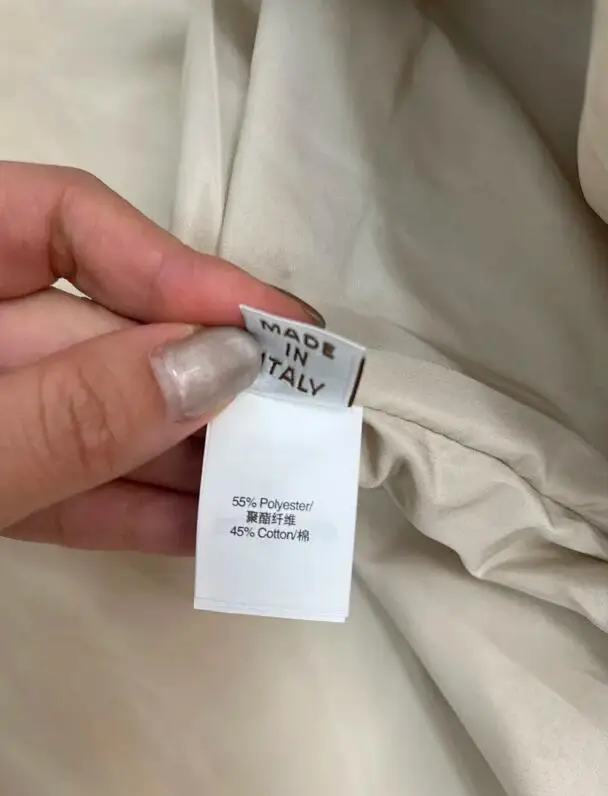 MADE
IN
ITALY
55% Polyester/
聚酯纤维
45% Cotton/棉